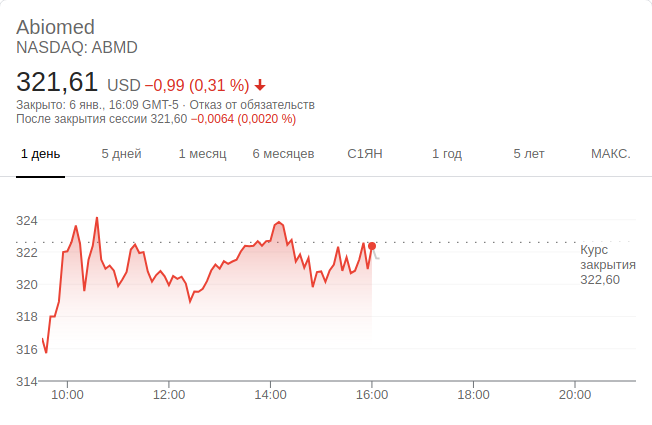 Abiomed
NASDAQ: ABMD
321,61 USD −0,99 (0,31 %)
Закрыто: 6 янв., 16:09 GMT-5 · Отказ от обязательств
После закрытия сессии 321,60 −0,0064 (0,0020 %)
1 день 5 дней 1 месяц 6 месяцев С1ЯН 1 год 5 лет МАКС.
324
322
320
318
316
314
Курс
закрытия
322,60
10:00 12:00 14:00 16:00 18:00 20:00